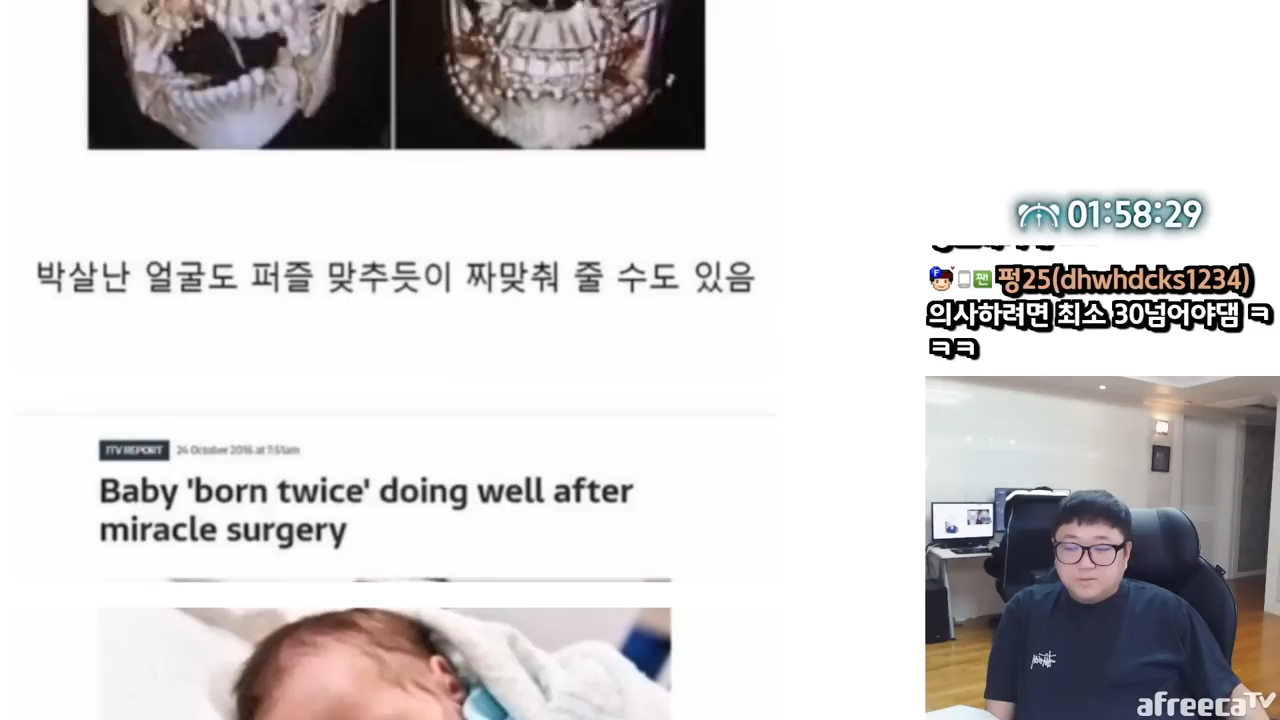 01:58:29
펑25(dhwhdcks1234)
의사하려면 최소 30넘어야댐 ㅋ
ㅋㅋ
박살난 얼굴도 퍼즐 맞추듯이 짜맞춰 줄 수도 있음
ITV REPORT 24 October 2016 at 7:51am
Baby 'born twice' doing well after
miracle surgery
afreecaTV